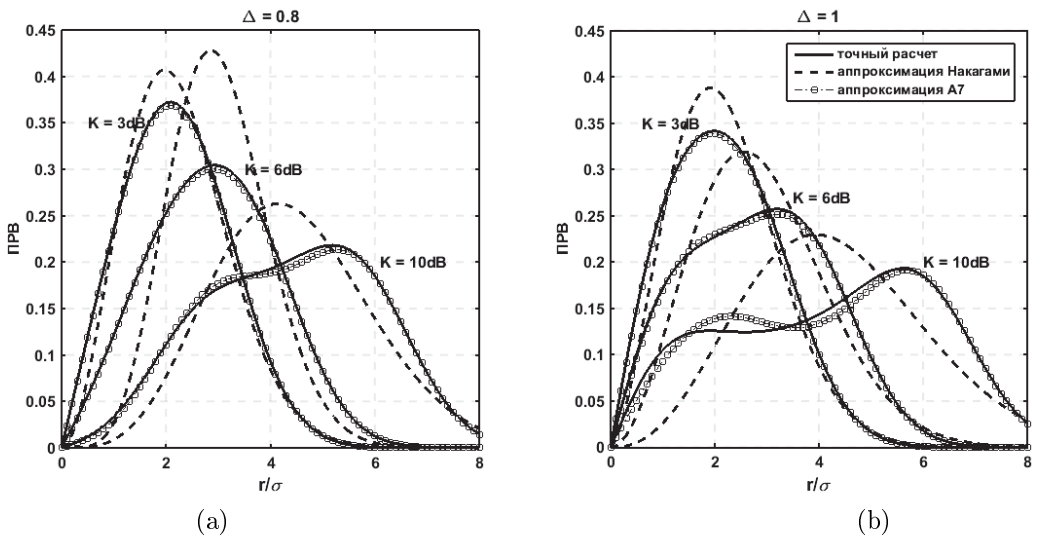 Δ = 0.8
0.45
0.4
0.35
0.3
0.25
0.2
0.15
0.1
0.05
0
ПРВ
K = 3dB
K = 6dB
K = 10dB
0 2 4 6 8
r/σ
(a)
Δ = 1
0.45
0.4
0.35
0.3
0.25
0.2
0.15
0.1
0.05
0
ПРВ
точный расчет
аппроксимация Накагами
аппроксимация А7
K = 3dB
K = 6dB
K = 10dB
0 2 4 6 8
r/σ
(b)